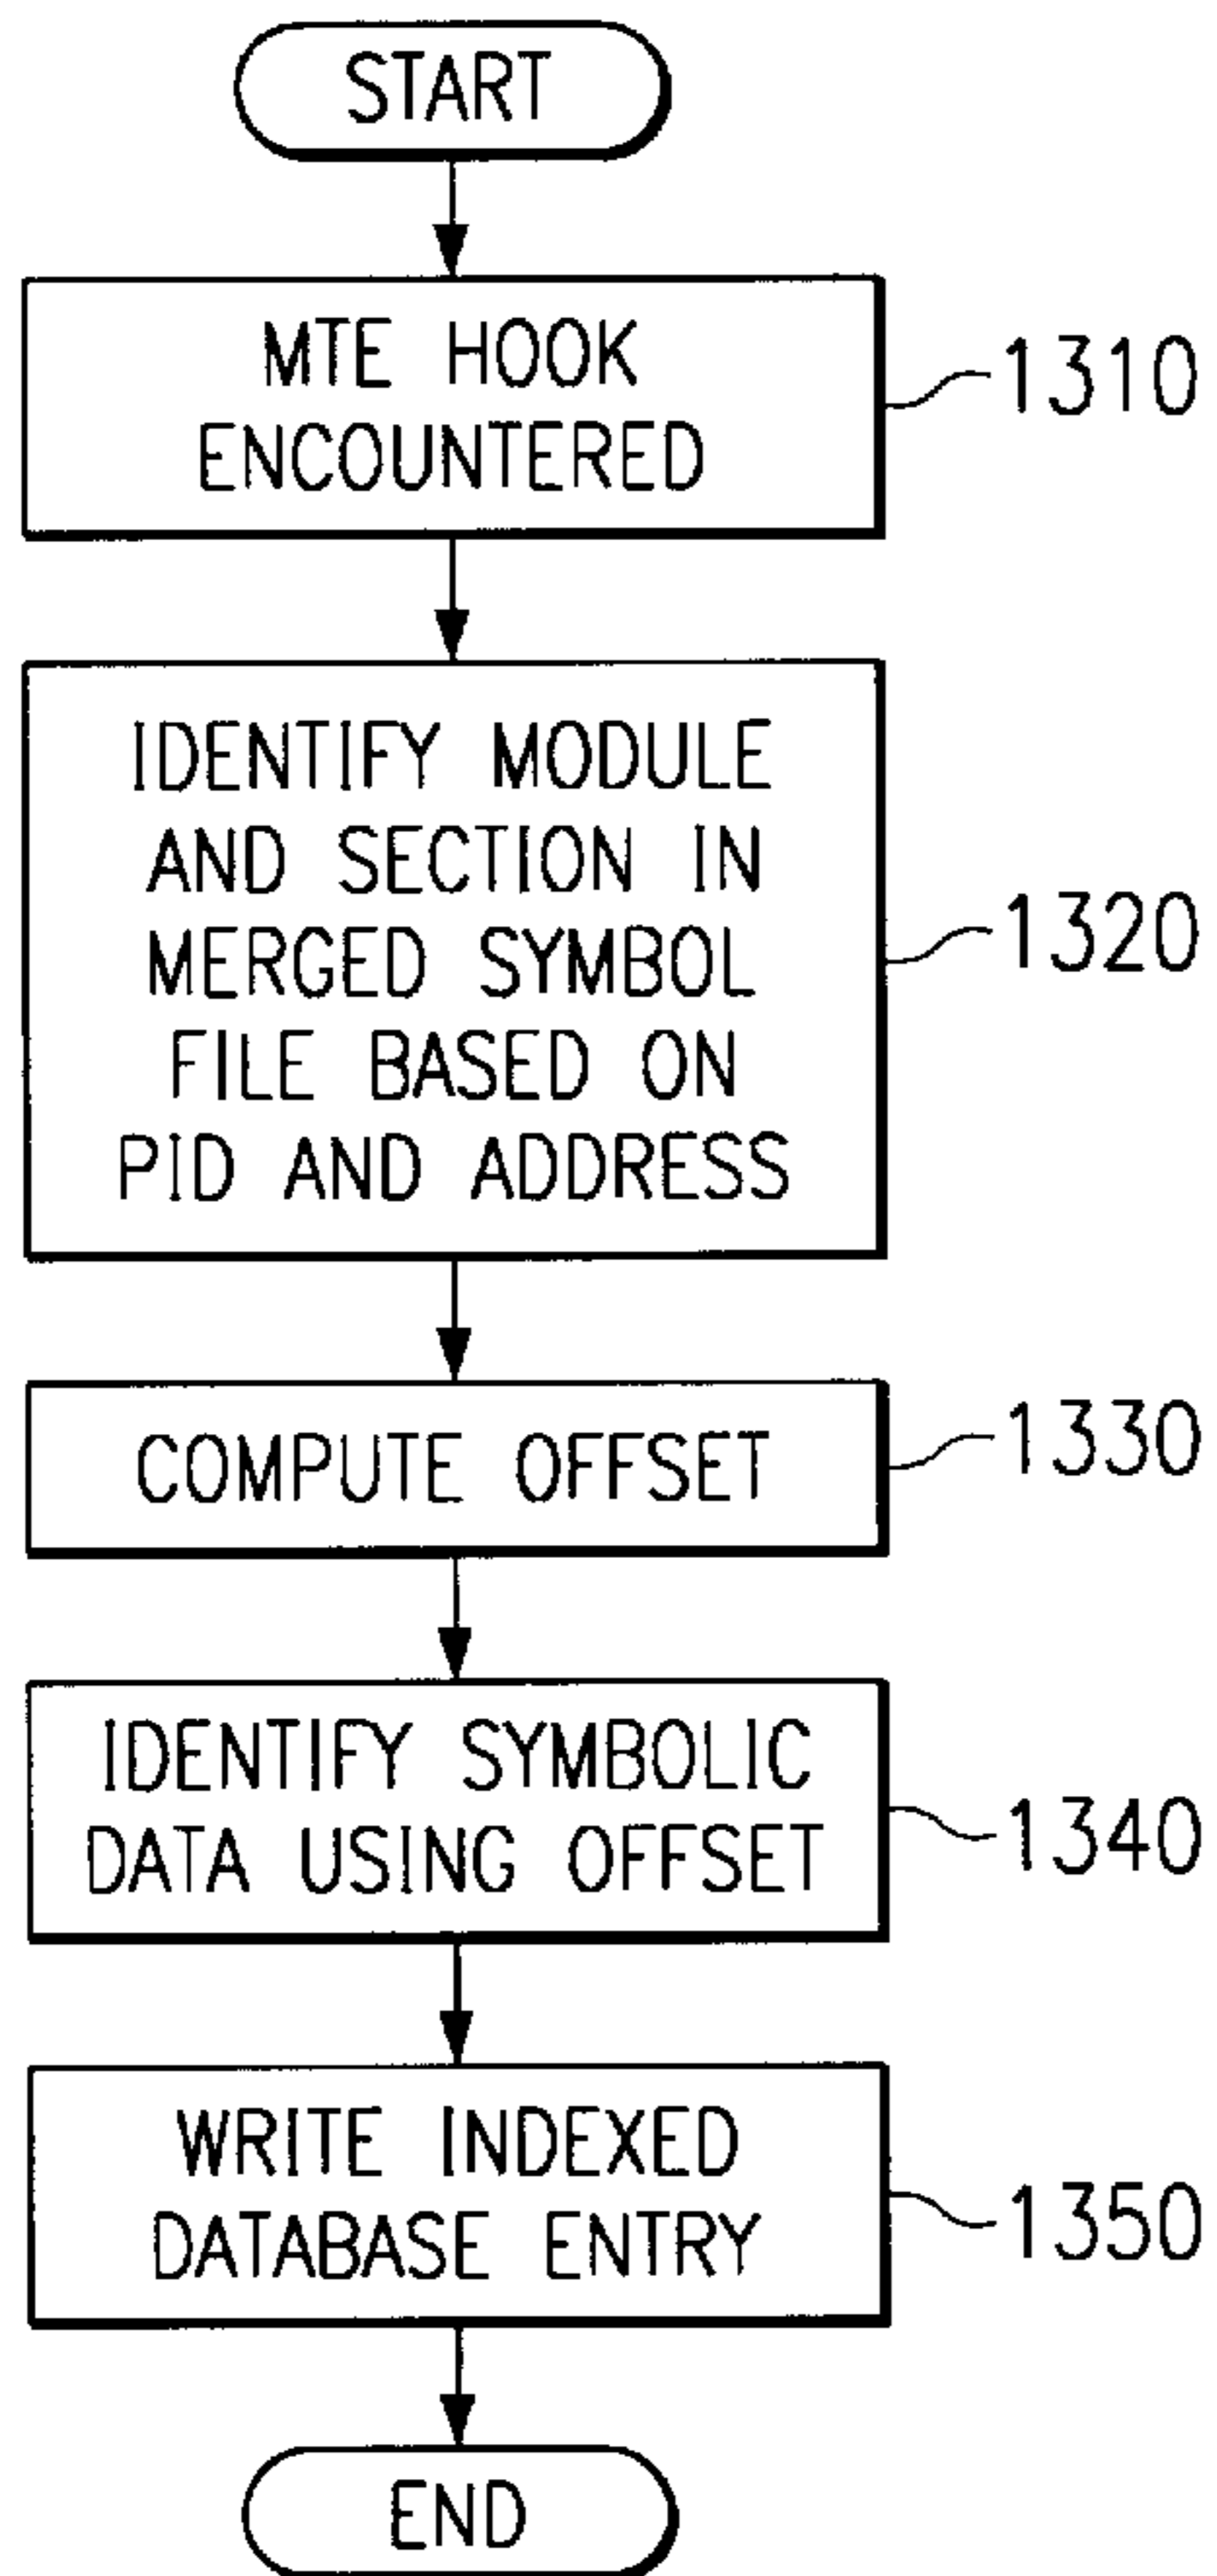 START
MTE HOOK
ENCOUNTERED
1310
IDENTIFY MODULE
AND SECTION IN
MERGED SYMBOL
FILE BASED ON
PID AND ADDRESS
1320
COMPUTE OFFSET
1330
IDENTIFY SYMBOLIC
DATA USING OFFSET
1340
WRITE INDEXED
DATABASE ENTRY
1350
END